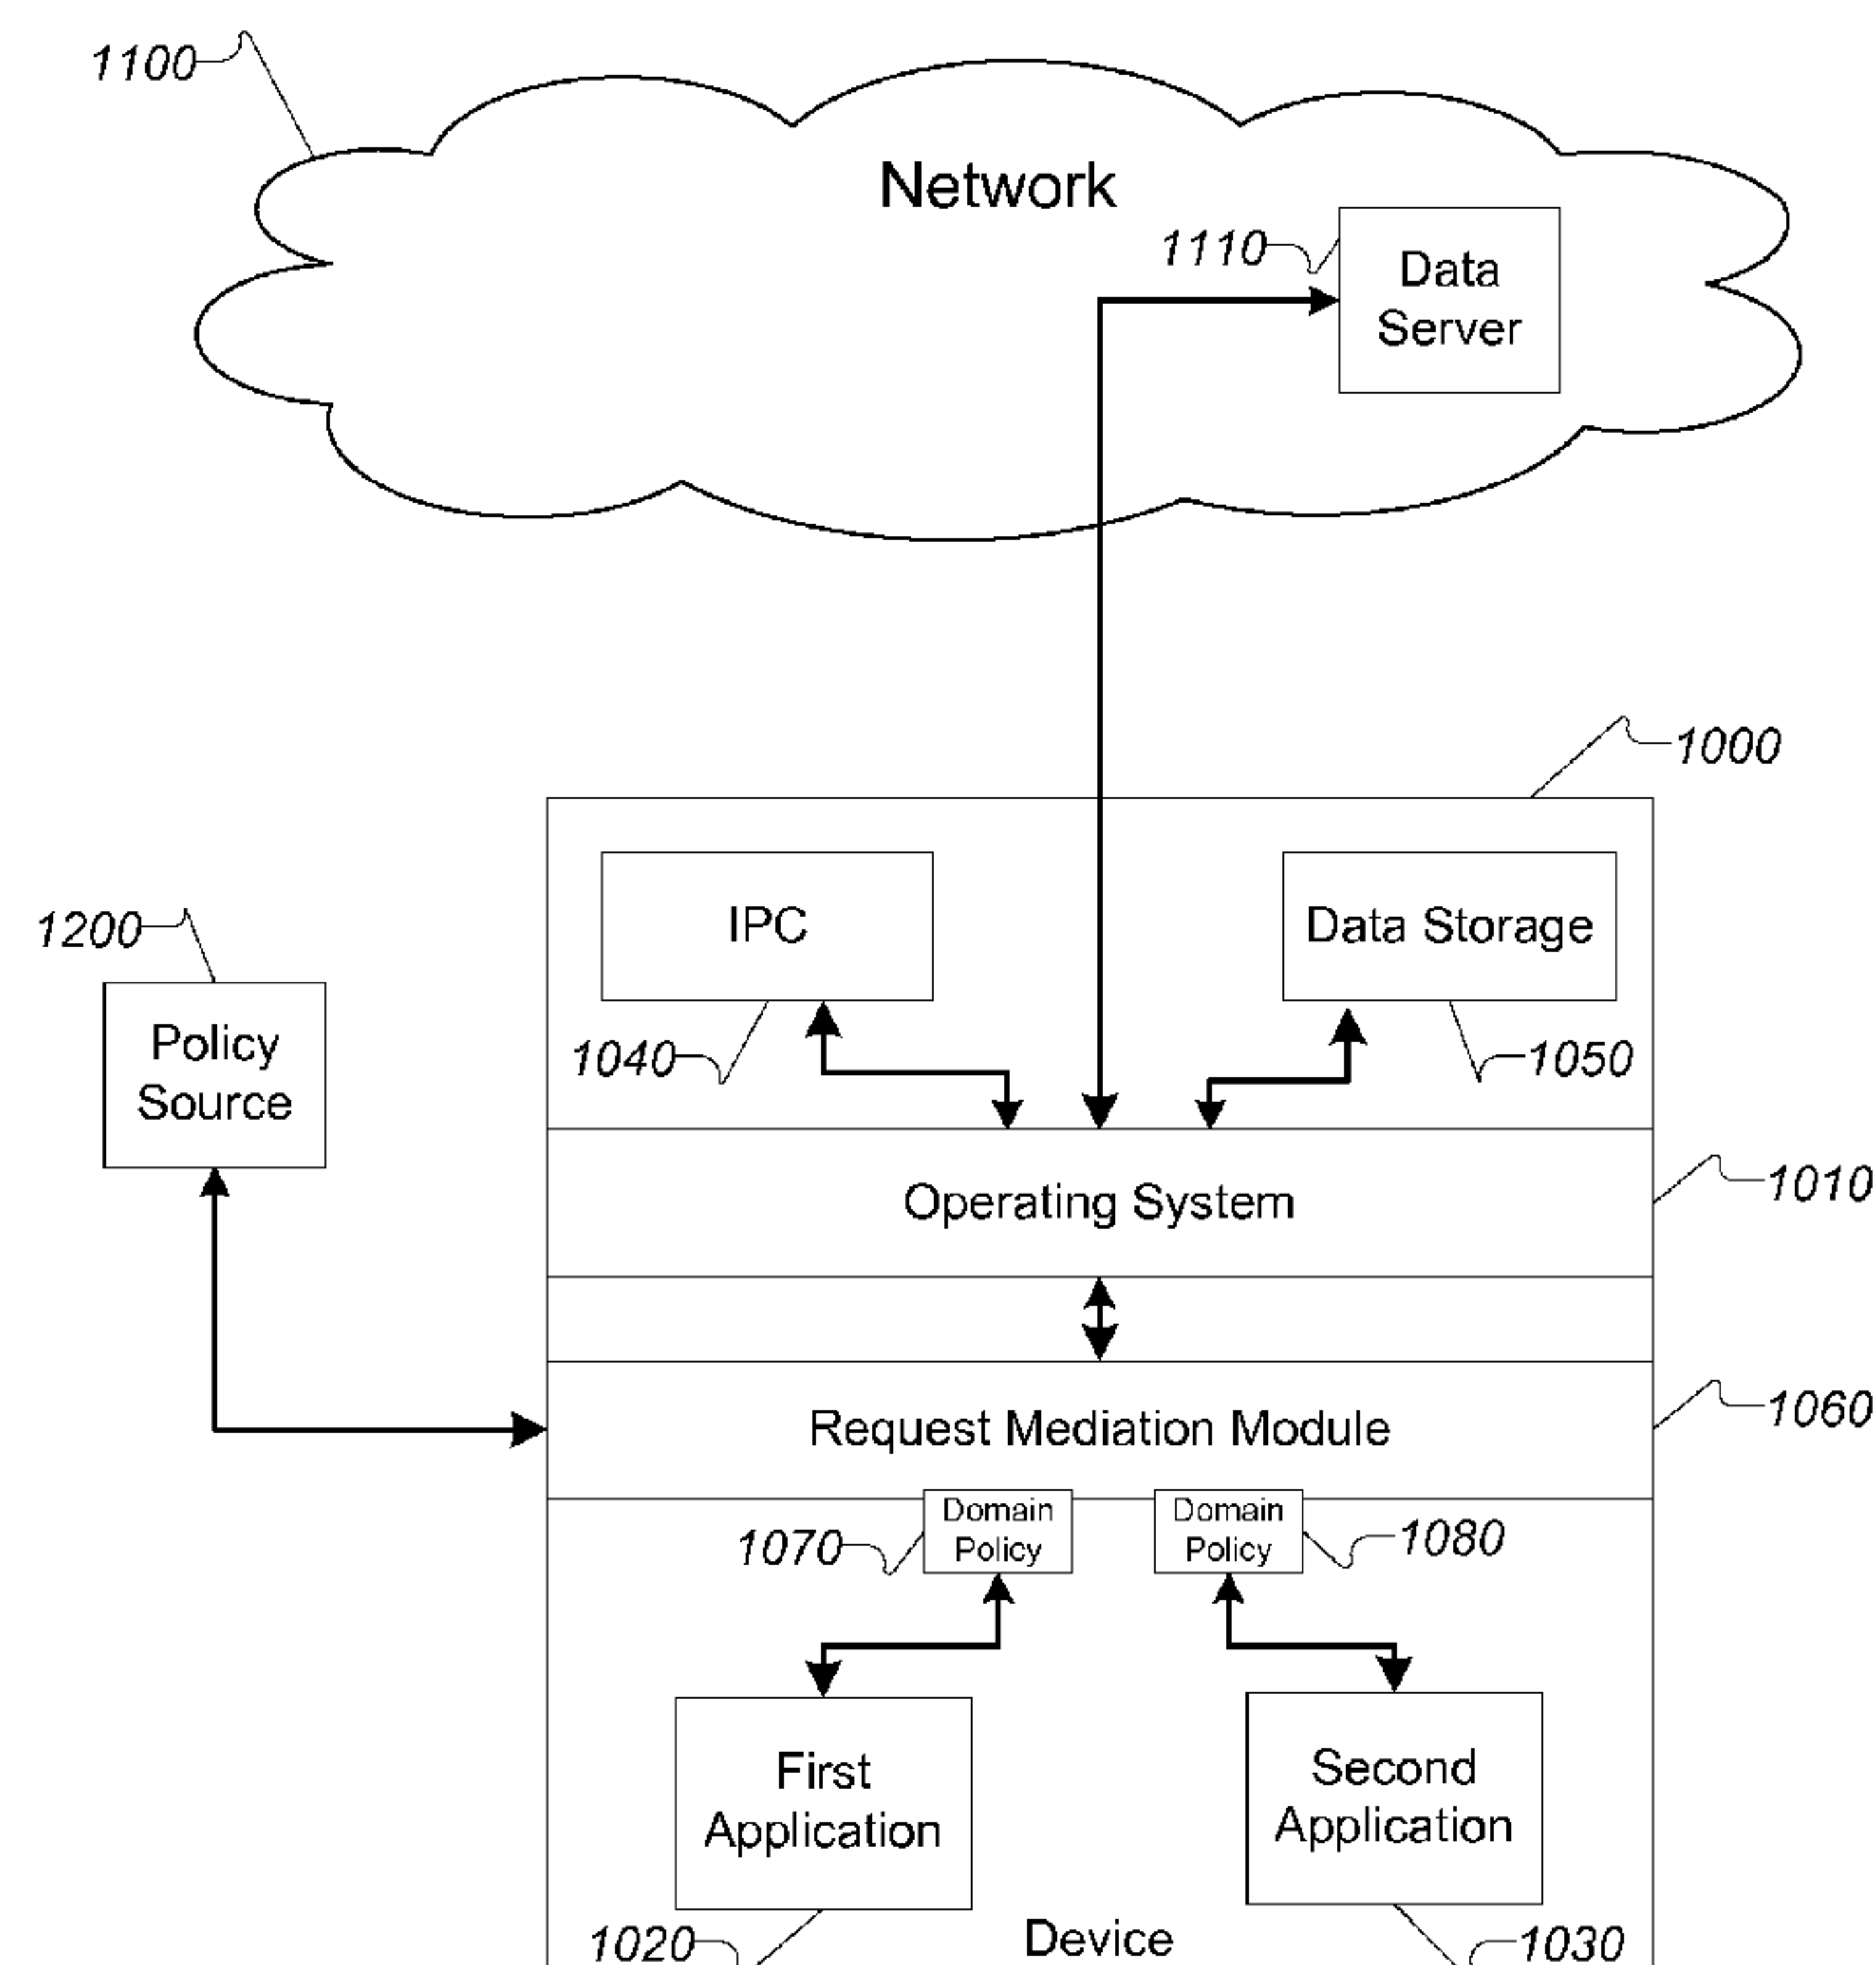 1100
Network
1110
Data
Server
1000
IPC
Data Storage
1200
Policy
Source
1040
1050
Operating System
1010
Request Mediation Module
1060
Domain
Policy
Domain
Policy
1070
1080
First
Application
Second
Application
1020
Device
1030